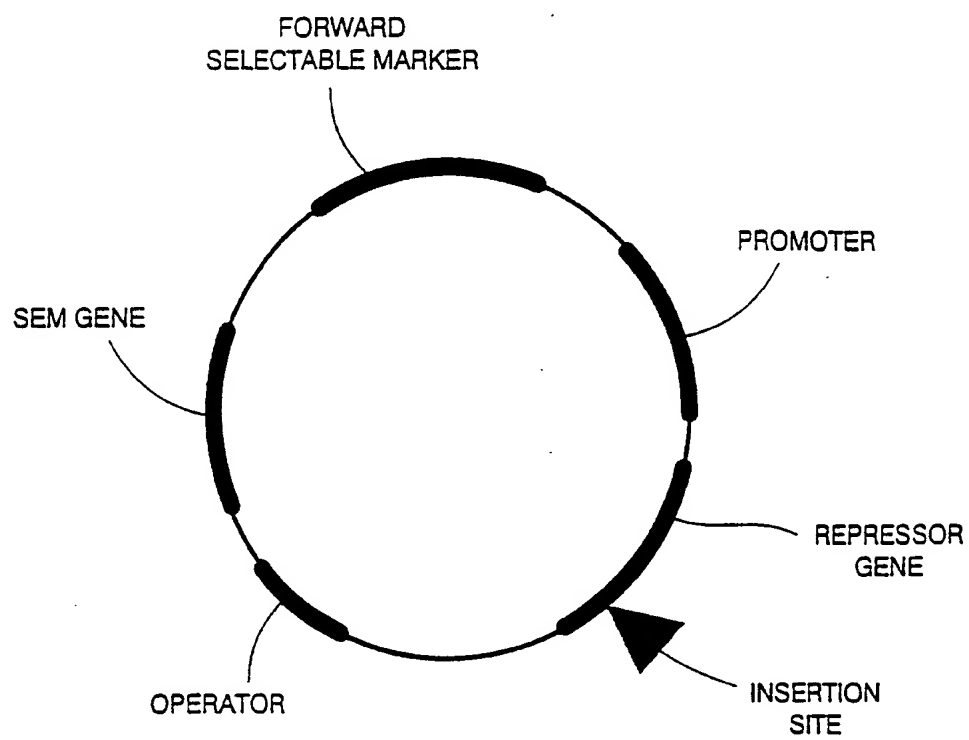 FORWARD
SELECTABLE MARKER
PROMOTER
SEM GENE
REPRESSOR
GENE
INSERTION
SITE
OPERATOR